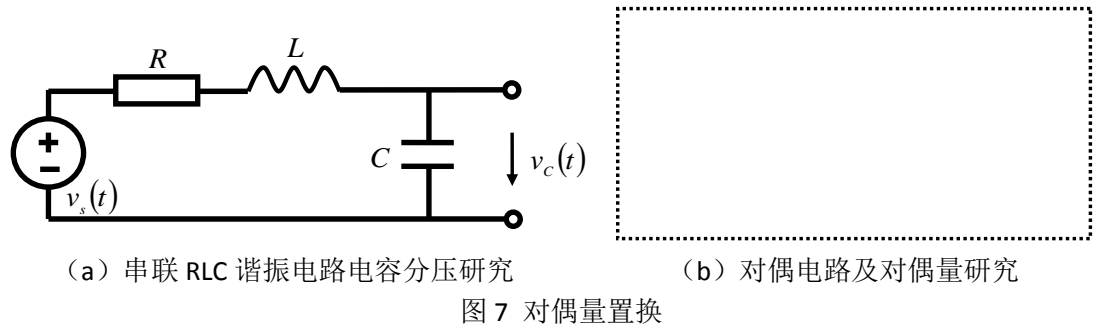 R
L
C
v_s(t)
v_C(t)
（a）串联 RLC 谐振电路电容分压研究
（b）对偶电路及对偶量研究
图 7 对偶量置换